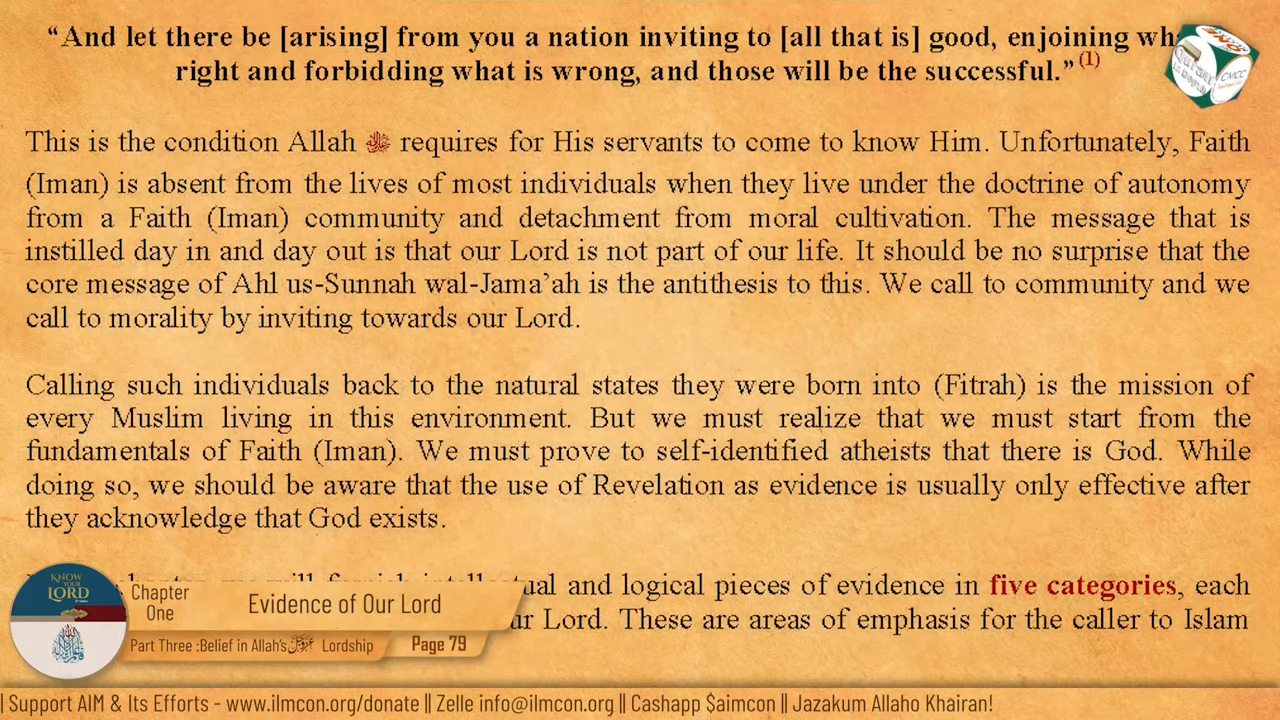 “And let there be [arising] from you a nation inviting to [all that is] good, enjoining
right and forbidding what is wrong, and those will be the successful.” (1)
This is the condition Allah ﷻ requires for His servants to come to know Him. Unfortunately, Faith
(Iman) is absent from the lives of most individuals when they live under the doctrine of autonomy
from a Faith (Iman) community and detachment from moral cultivation. The message that is
instilled day in and day out is that our Lord is not part of our life. It should be no surprise that the
core message of Ahl us-Sunnah wal-Jama’ah is the antithesis to this. We call to community and we
call to morality by inviting towards our Lord.
Calling such individuals back to the natural states they were born into (Fitrah) is the mission of
every Muslim living in this environment. But we must realize that we must start from the
fundamentals of Faith (Iman). We must prove to self-identified atheists that there is God. While
doing so, we should be aware that the use of Revelation as evidence is usually only effective after
they acknowledge that God exists.
and logical pieces of evidence in five categories, each
Lord. These are areas of emphasis for the caller to Islam
KNOW
YOUR
LORD
Chapter
One
Evidence of Our Lord
Part Three :Belief in Allah's Lordship
Page 79
CMCC
| Support AIM & Its Efforts - www.ilmcon.org/donate || Zelle info@ilmcon.org || Cashapp $aimcon || Jazakum Allaho Khairan!